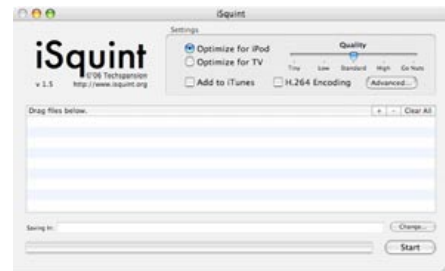 iSquint
Settings
Optimize for iPod
Optimize for TV
Quality
Tiny Low Standard High Go Nuts
Add to iTunes
H.264 Encoding
Advanced...
iSquint
©'06 Techspansion
v 1.5 http://www.isquint.org
Drag files below.
+ - Clear All
Saving In:
Change...
Start